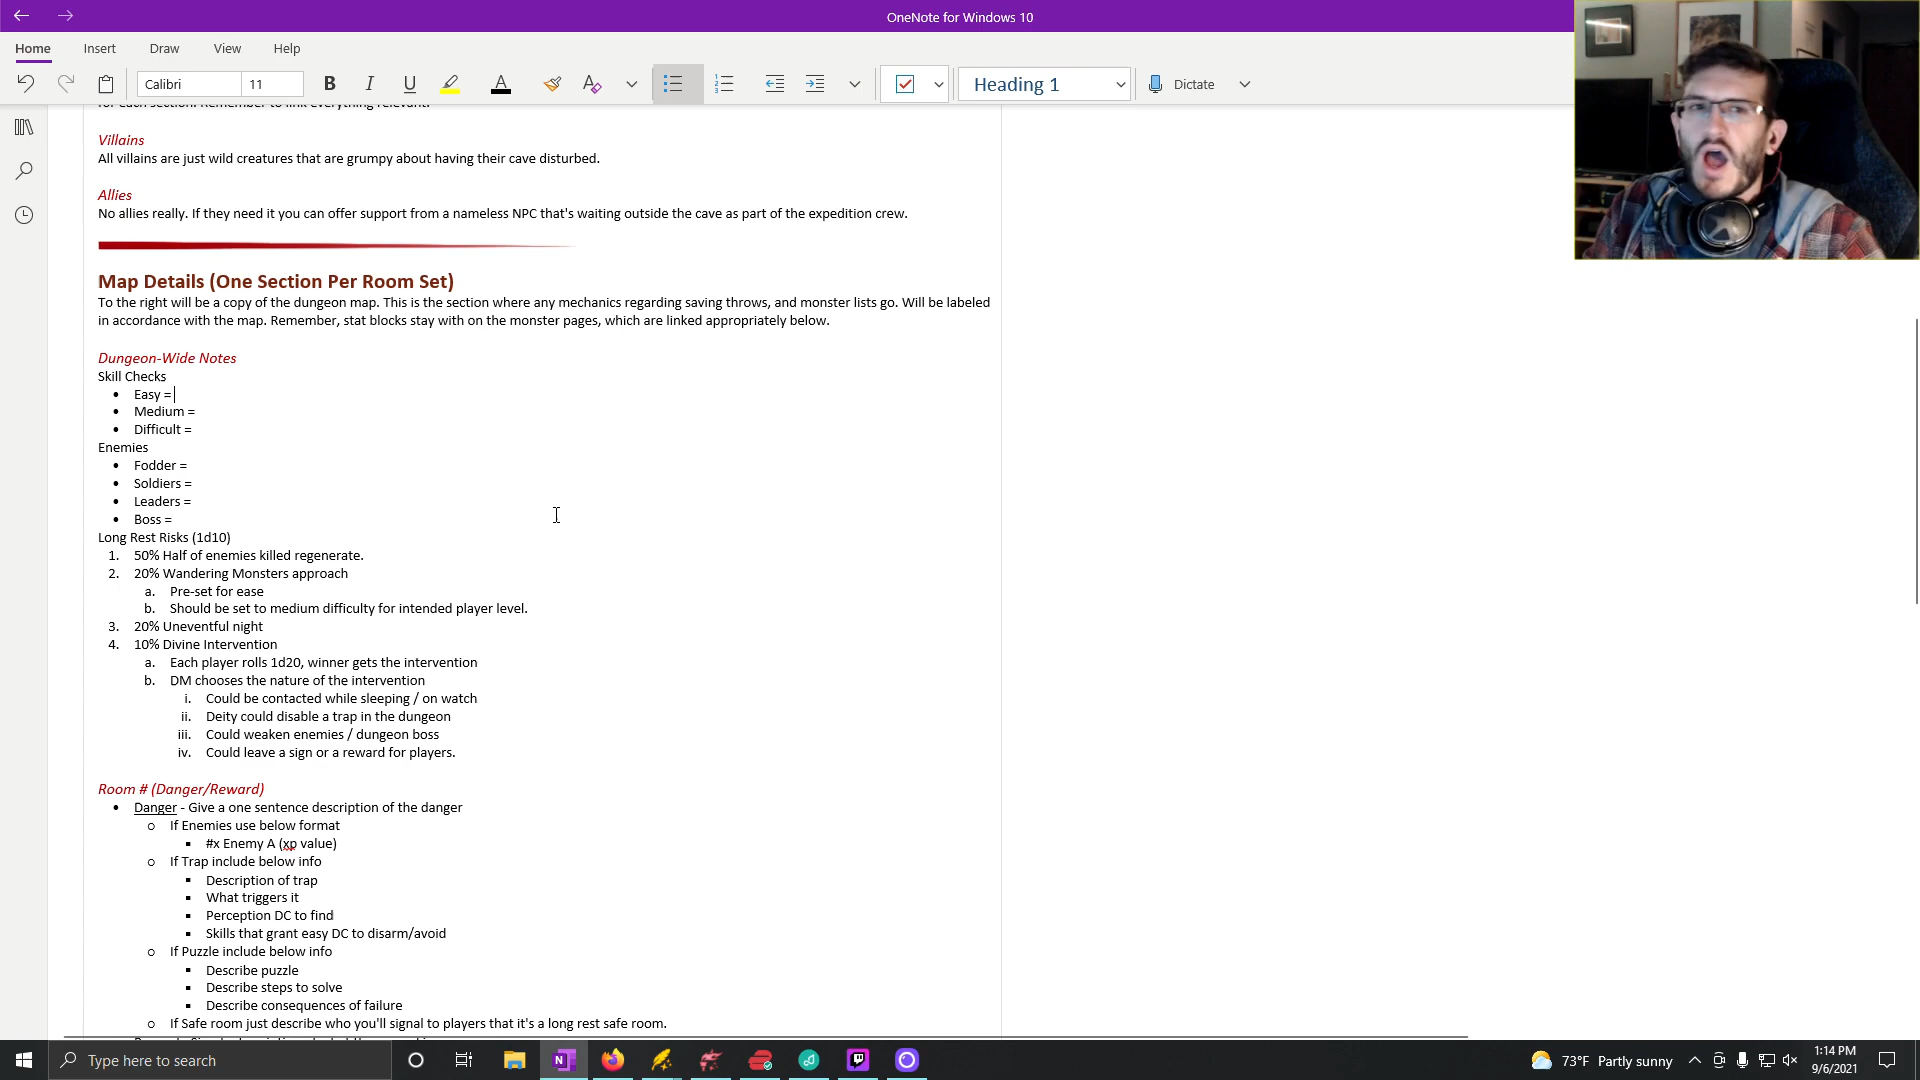 OneNote for Windows 10
Home Insert Draw View Help
Calibri 11 B I U A A Heading 1 Dictate
for each section. Remember to link everything relevant.
Villains
All villains are just wild creatures that are grumpy about having their cave disturbed.
Allies
No allies really. If they need it you can offer support from a nameless NPC that's waiting outside the cave as part of the expedition crew.
Map Details (One Section Per Room Set)
To the right will be a copy of the dungeon map. This is the section where any mechanics regarding saving throws, and monster lists go. Will be labeled
in accordance with the map. Remember, stat blocks stay with on the monster pages, which are linked appropriately below.
Dungeon-Wide Notes
Skill Checks
• Easy =
• Medium =
• Difficult =
Enemies
• Fodder =
• Soldiers =
• Leaders =
• Boss =
Long Rest Risks (1d10)
1. 50% Half of enemies killed regenerate.
2. 20% Wandering Monsters approach
a. Pre-set for ease
b. Should be set to medium difficulty for intended player level.
3. 20% Uneventful night
4. 10% Divine Intervention
a. Each player rolls 1d20, winner gets the intervention
b. DM chooses the nature of the intervention
i. Could be contacted while sleeping / on watch
ii. Deity could disable a trap in the dungeon
iii. Could weaken enemies / dungeon boss
iv. Could leave a sign or a reward for players.
Room # (Danger/Reward)
• Danger - Give a one sentence description of the danger
o If Enemies use below format
▪ #x Enemy A (xp value)
o If Trap include below info
▪ Description of trap
▪ What triggers it
▪ Perception DC to find
▪ Skills that grant easy DC to disarm/avoid
o If Puzzle include below info
▪ Describe puzzle
▪ Describe steps to solve
▪ Describe consequences of failure
o If Safe room just describe who you'll signal to players that it's a long rest safe room.
Type here to search
73°F Partly sunny
1:14 PM
9/6/2021